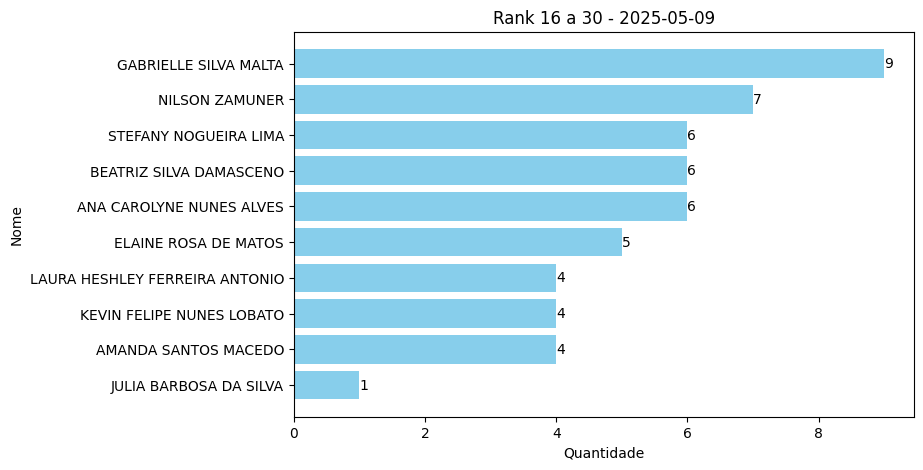 Rank 16 a 30 - 2025-05-09
GABRIELLE SILVA MALTA 9
NILSON ZAMUNER 7
STEFANY NOGUEIRA LIMA 6
BEATRIZ SILVA DAMASCENO 6
ANA CAROLYNE NUNES ALVES 6
ELAINE ROSA DE MATOS 5
LAURA HESHLEY FERREIRA ANTONIO 4
KEVIN FELIPE NUNES LOBATO 4
AMANDA SANTOS MACEDO 4
JULIA BARBOSA DA SILVA 1
Nome
0 2 4 6 8
Quantidade